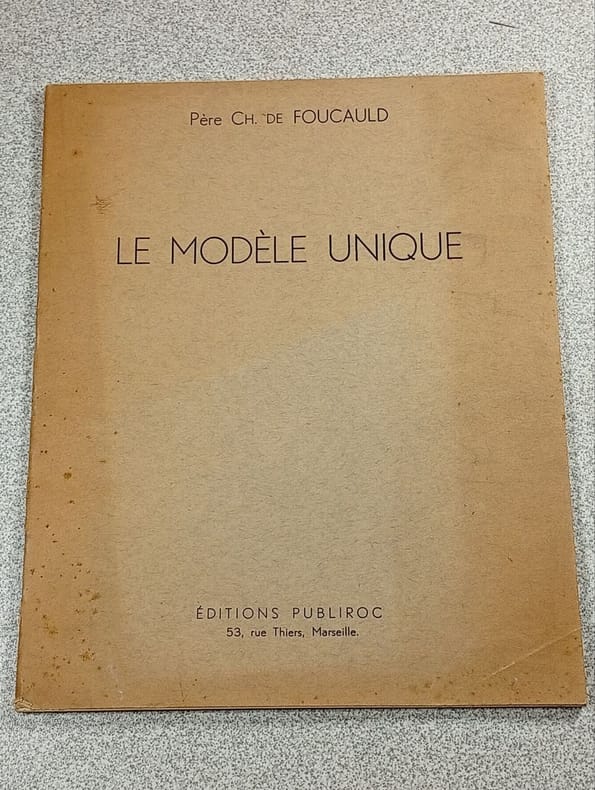 Père CH. DE FOUCAULD
LE MODÈLE UNIQUE
ÉDITIONS PUBLIROC
53, rue Thiers, Marseille.